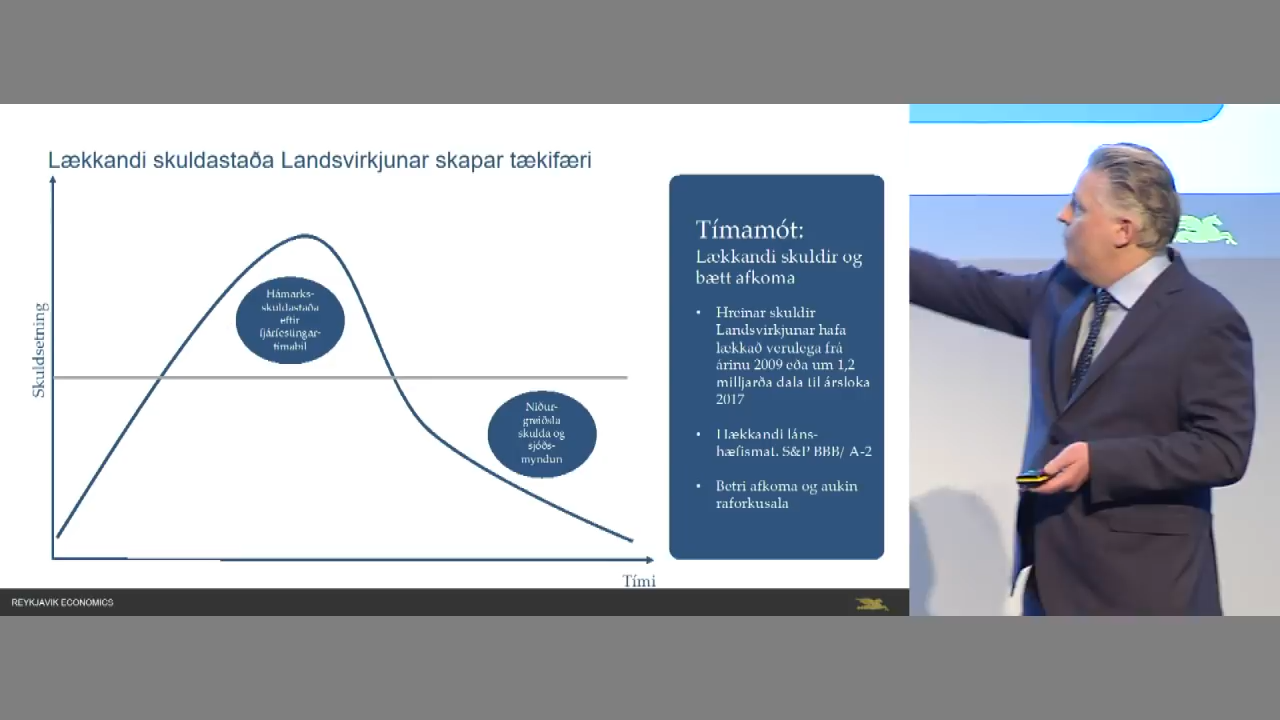 Lækkandi skuldastaða Landsvirkjunar skapar tækifæri
Skuldsetning
Hámarks-
skuldastaða
eftir
fjárfestingar-
tímabil
Niður-
greiðsla
skulda og
sjóðs-
myndun
Tími
Tímamót:
Lækkandi skuldir og
bætt afkoma
• Hreinar skuldir
Landsvirkjunar hafa
lækkað verulega frá
árinu 2009 eða um 1,2
milljarða dala til ársloka
2017
• Hækkandi láns-
hæfismat. S&P BBB/ A-2
• Betri afkoma og aukin
raforkusala
REYKJAVIK ECONOMICS